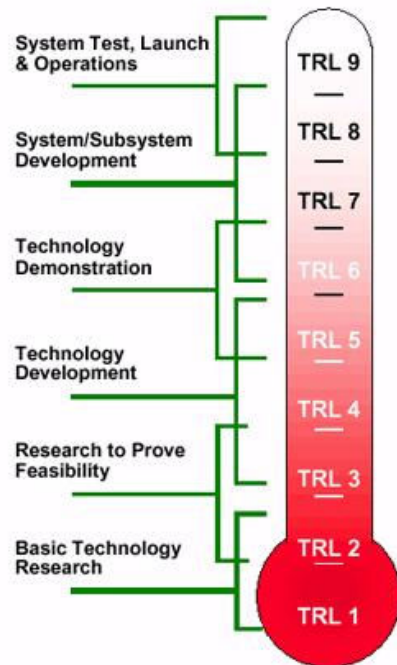 System Test, Launch
& Operations
System/Subsystem
Development
Technology
Demonstration
Technology
Development
Research to Prove
Feasibility
Basic Technology
Research
TRL 9
TRL 8
TRL 7
TRL 6
TRL 5
TRL 4
TRL 3
TRL 2
TRL 1